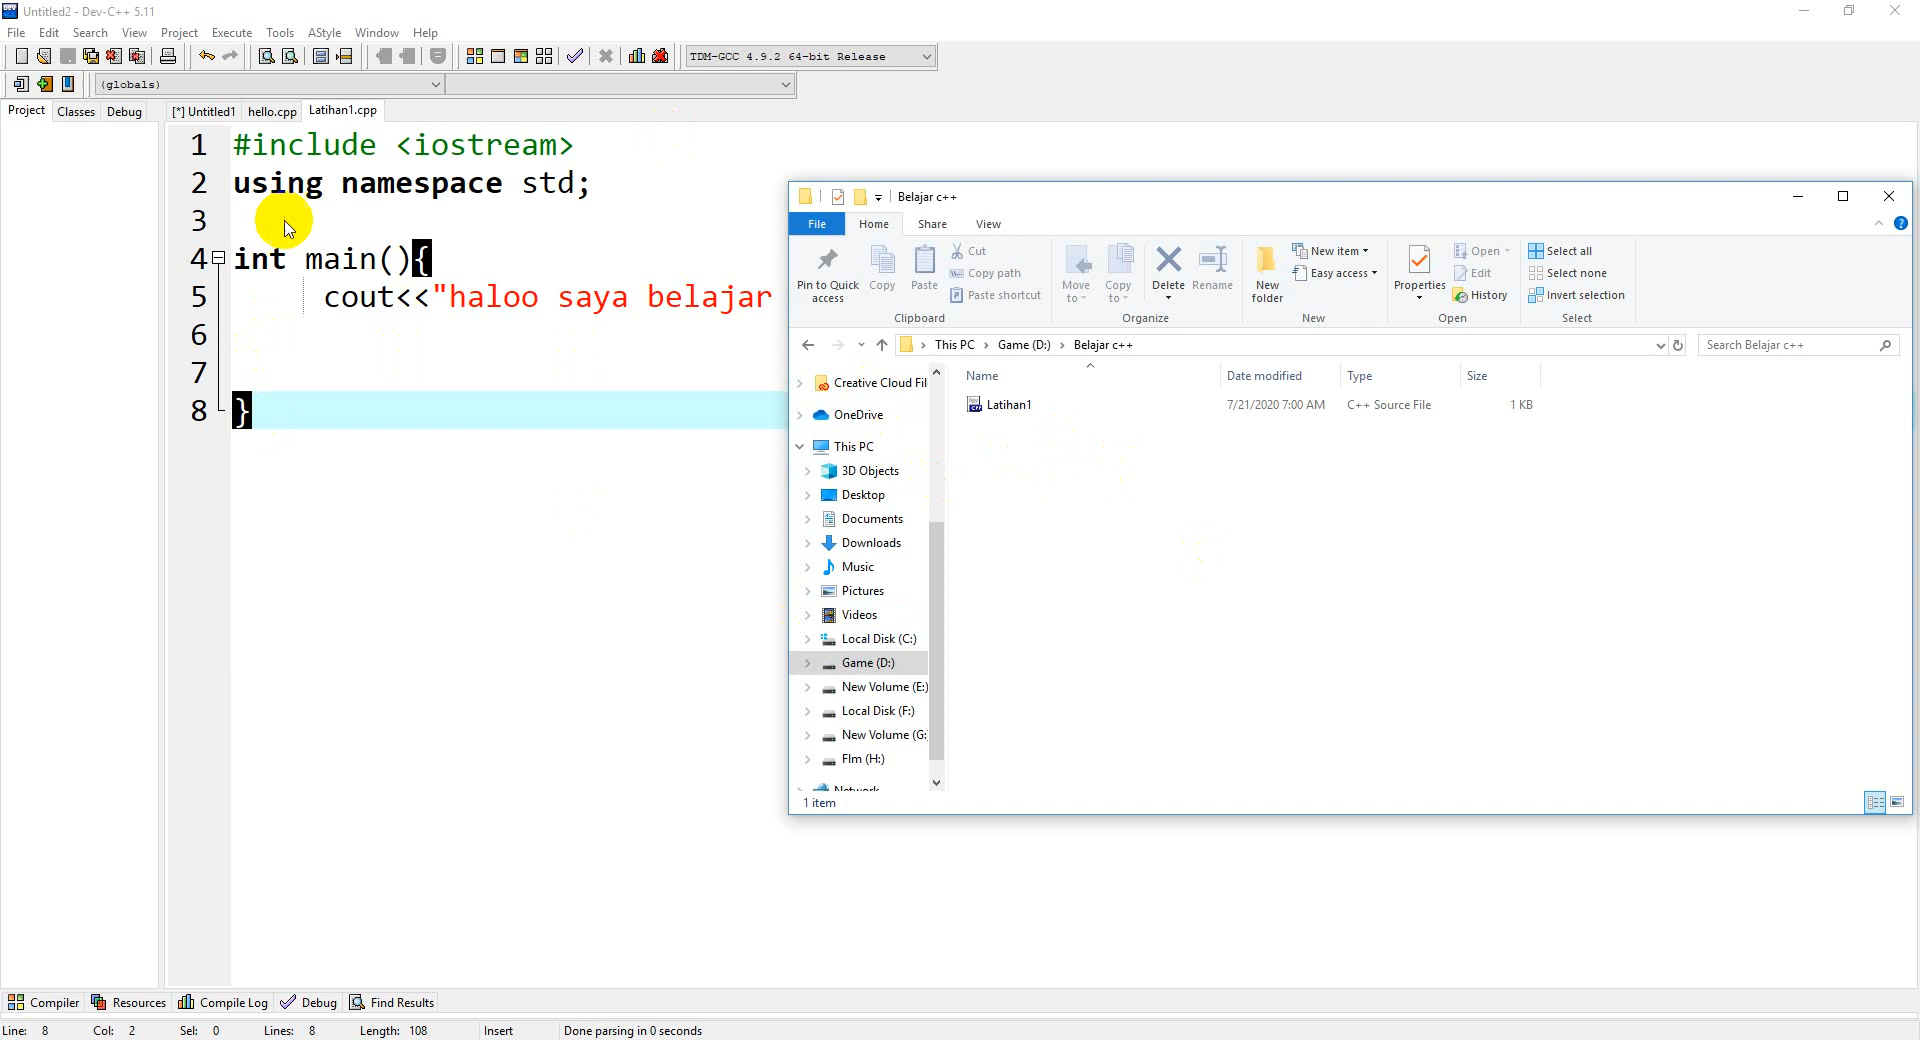 Untitled2 - Dev-C++ 5.11
File Edit Search View Project Execute Tools AStyle Window Help
TDM-GCC 4.9.2 64-bit Release
(globals)
Project Classes Debug
[*] Untitled1 hello.cpp Latihan1.cpp
1 #include <iostream>
2 using namespace std;
3
4 int main(){
5 cout<<"haloo saya belajar
6
7
8 }
Belajar c++
File Home Share View
Pin to Quick access
Copy
Paste
Cut
Copy path
Paste shortcut
Clipboard
Move to
Copy to
Delete
Rename
Organize
New folder
New item
Easy access
New
Properties
Open
Edit
History
Open
Select all
Select none
Invert selection
Select
This PC > Game (D:) > Belajar c++
Search Belajar c++
Name Date modified Type Size
Latihan1 7/21/2020 7:00 AM C++ Source File 1 KB
Creative Cloud Fil
OneDrive
This PC
3D Objects
Desktop
Documents
Downloads
Music
Pictures
Videos
Local Disk (C:)
Game (D:)
New Volume (E:)
Local Disk (F:)
New Volume (G:
Flm (H:)
Network
1 item
Compiler Resources Compile Log Debug Find Results
Line: 8 Col: 2 Sel: 0 Lines: 8 Length: 108 Insert Done parsing in 0 seconds